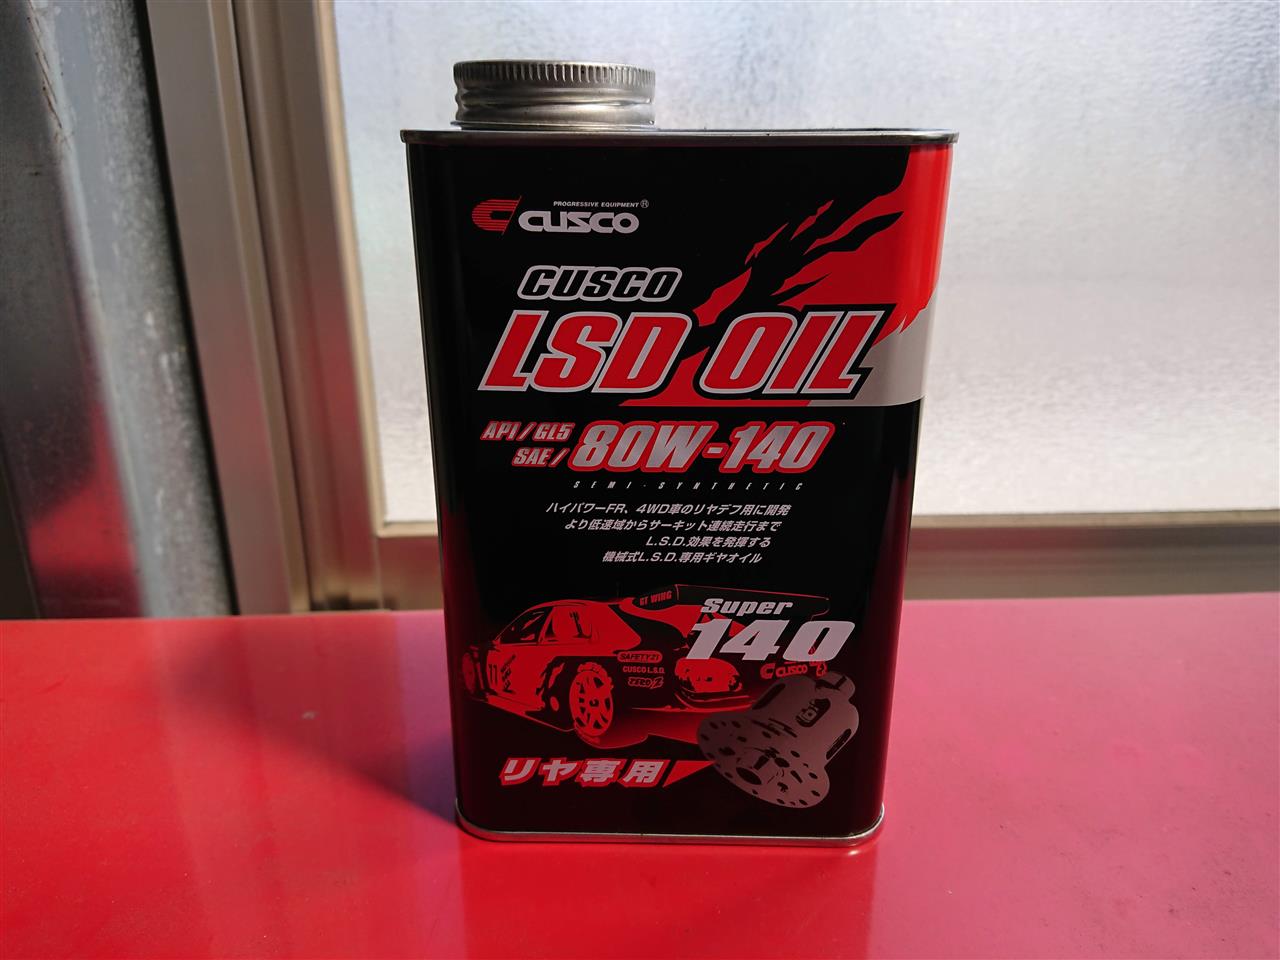 PROGRESSIVE EQUIPMENT®
CUSCO
CUSCO
LSD OIL
API/GL5
SAE/ 80W-140
SEMI-SYNTHETIC
ハイパワーFR、4WD車のリヤデフ用に開発
より低速域からサーキット連続走行まで
L.S.D.効果を発揮する
機械式L.S.D.専用ギヤオイル
GT WING
Super
140
SAFETY21
CUSCO L.S.D.
ZERO2
CUSCO
リヤ専用